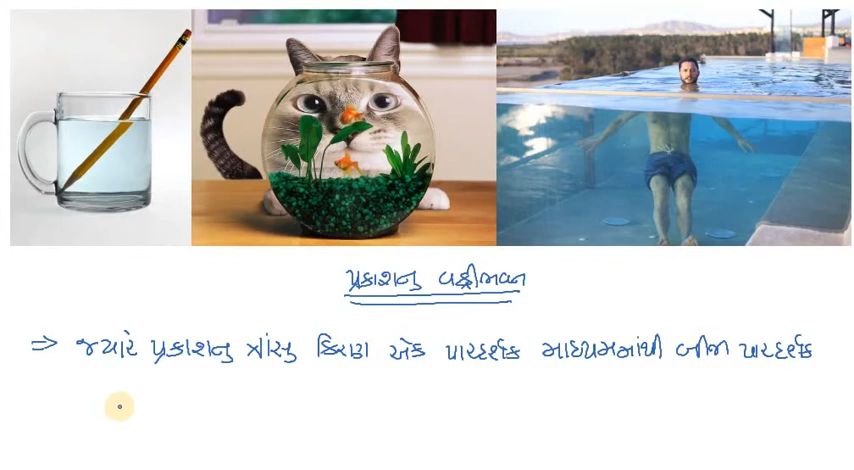 પ્રકાશનુ વક્રીભવન
⇒ જ્યારે પ્રકાશનુ ત્રાંસુ કિરણ એક પારદર્શક માધ્યમમાંથી બીજા પારદર્શક